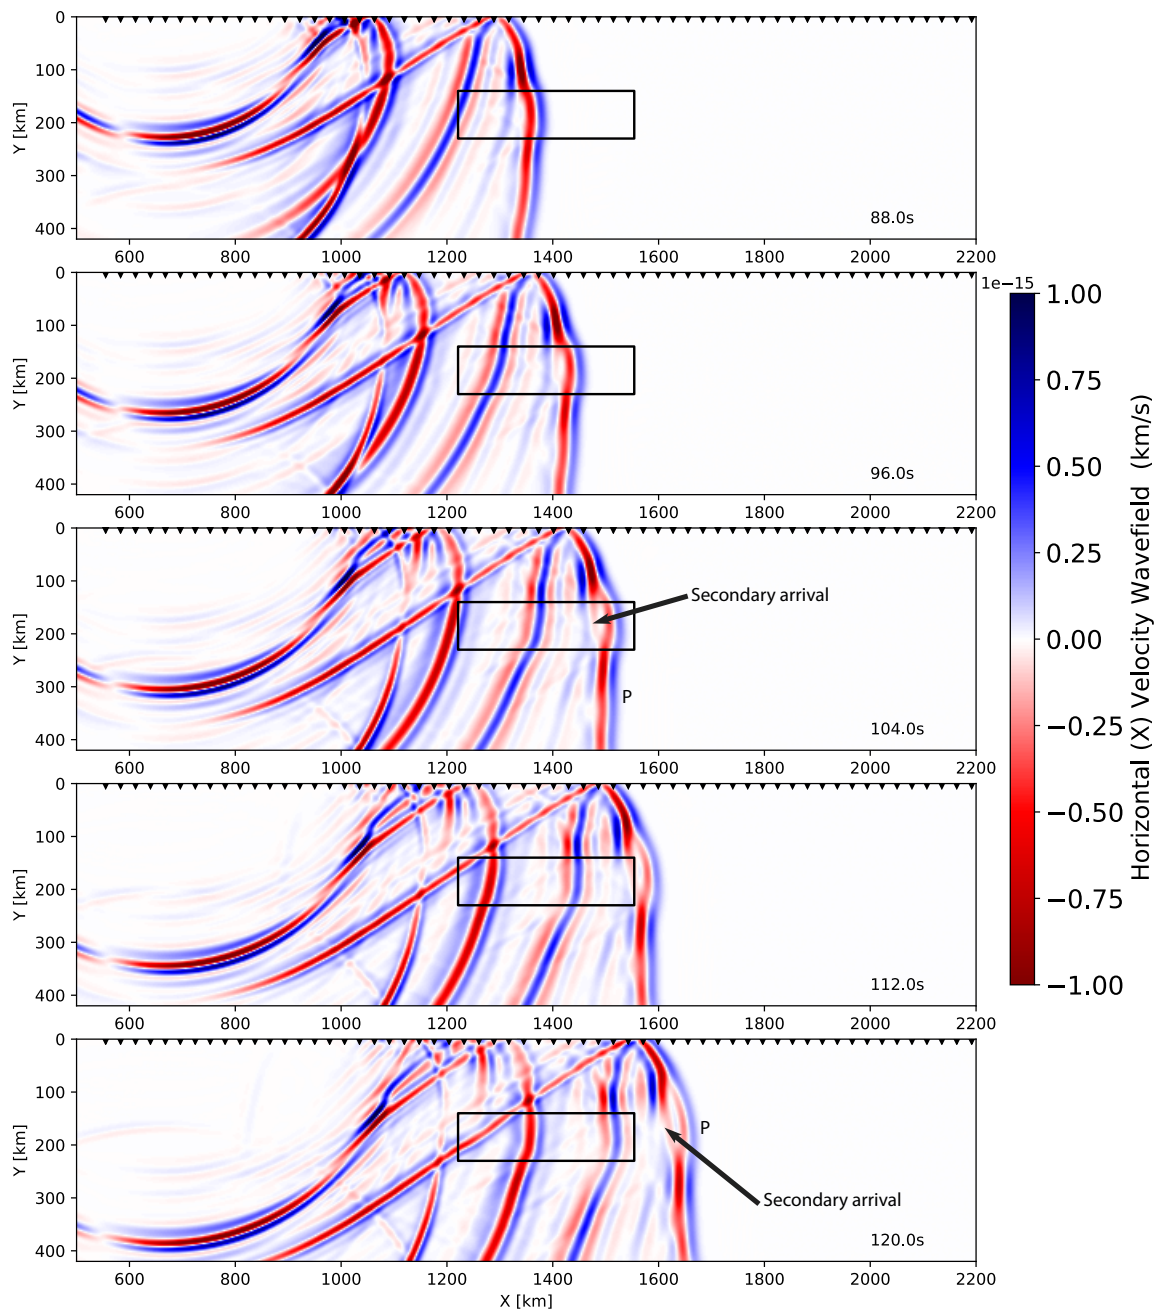 0
100
200
300
400
Y [km]
88.0s
600 800 1000 1200 1400 1600 1800 2000 2200
0
100
200
300
400
Y [km]
96.0s
600 800 1000 1200 1400 1600 1800 2000 2200
0
100
200
300
400
Y [km]
Secondary arrival
P
104.0s
600 800 1000 1200 1400 1600 1800 2000 2200
0
100
200
300
400
Y [km]
112.0s
600 800 1000 1200 1400 1600 1800 2000 2200
0
100
200
300
400
Y [km]
P
Secondary arrival
120.0s
600 800 1000 1200 1400 1600 1800 2000 2200
X [km]
1e−15
1.00
0.75
0.50
0.25
0.00
−0.25
−0.50
−0.75
−1.00
Horizontal (X) Velocity Wavefield (km/s)